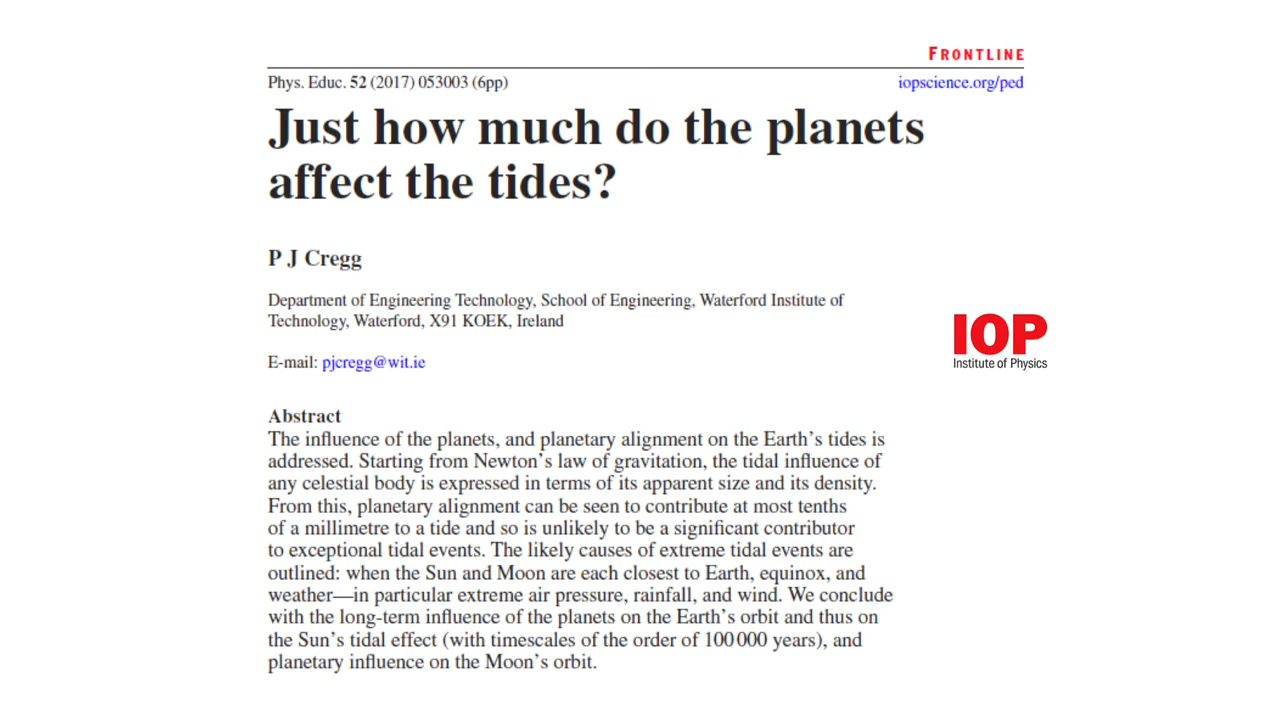 FRONTLINE
Phys. Educ. 52 (2017) 053003 (6pp)
iopscience.org/ped
Just how much do the planets
affect the tides?
P J Cregg
Department of Engineering Technology, School of Engineering, Waterford Institute of
Technology, Waterford, X91 KOEK, Ireland
E-mail: pjcregg@wit.ie
IOP
Institute of Physics
Abstract
The influence of the planets, and planetary alignment on the Earth's tides is
addressed. Starting from Newton's law of gravitation, the tidal influence of
any celestial body is expressed in terms of its apparent size and its density.
From this, planetary alignment can be seen to contribute at most tenths
of a millimetre to a tide and so is unlikely to be a significant contributor
to exceptional tidal events. The likely causes of extreme tidal events are
outlined: when the Sun and Moon are each closest to Earth, equinox, and
weather—in particular extreme air pressure, rainfall, and wind. We conclude
with the long-term influence of the planets on the Earth's orbit and thus on
the Sun's tidal effect (with timescales of the order of 100 000 years), and
planetary influence on the Moon's orbit.